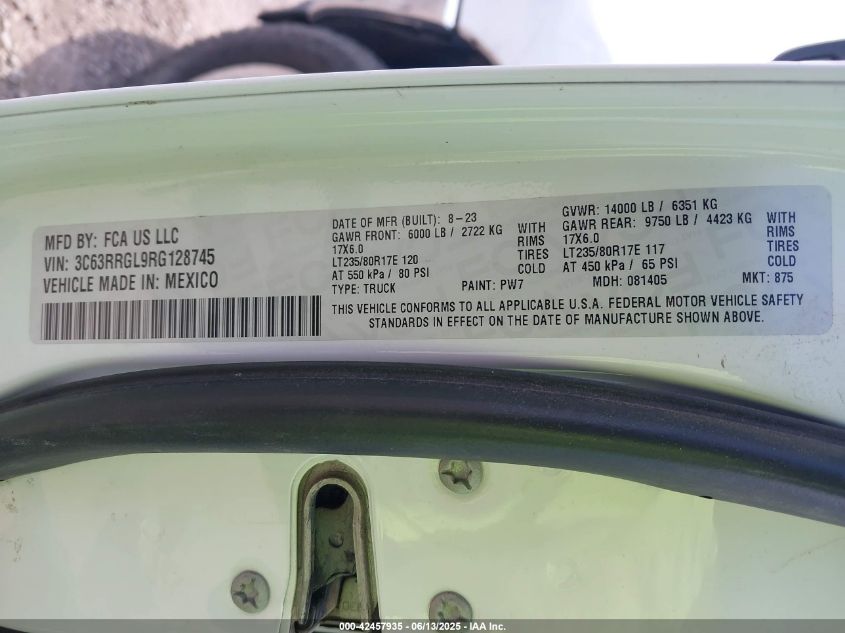 MFD BY: FCA US LLC
VIN: 3C63RRGL9RG128745
VEHICLE MADE IN: MEXICO
DATE OF MFR (BUILT): 8-23
GAWR FRONT: 6000 LB / 2722 KG WITH
17X6.0 RIMS
LT235/80R17E 120 TIRES
AT 550 kPa / 80 PSI COLD
TYPE: TRUCK PAINT: PW7
GVWR: 14000 LB / 6351 KG
GAWR REAR: 9750 LB / 4423 KG WITH
17X6.0 RIMS
LT235/80R17E 117 TIRES
AT 450 kPa / 65 PSI COLD
MDH: 081405 MKT: 875
THIS VEHICLE CONFORMS TO ALL APPLICABLE U.S.A. FEDERAL MOTOR VEHICLE SAFETY
STANDARDS IN EFFECT ON THE DATE OF MANUFACTURE SHOWN ABOVE.
000-42457935 - 06/13/2025 - IAA Inc.